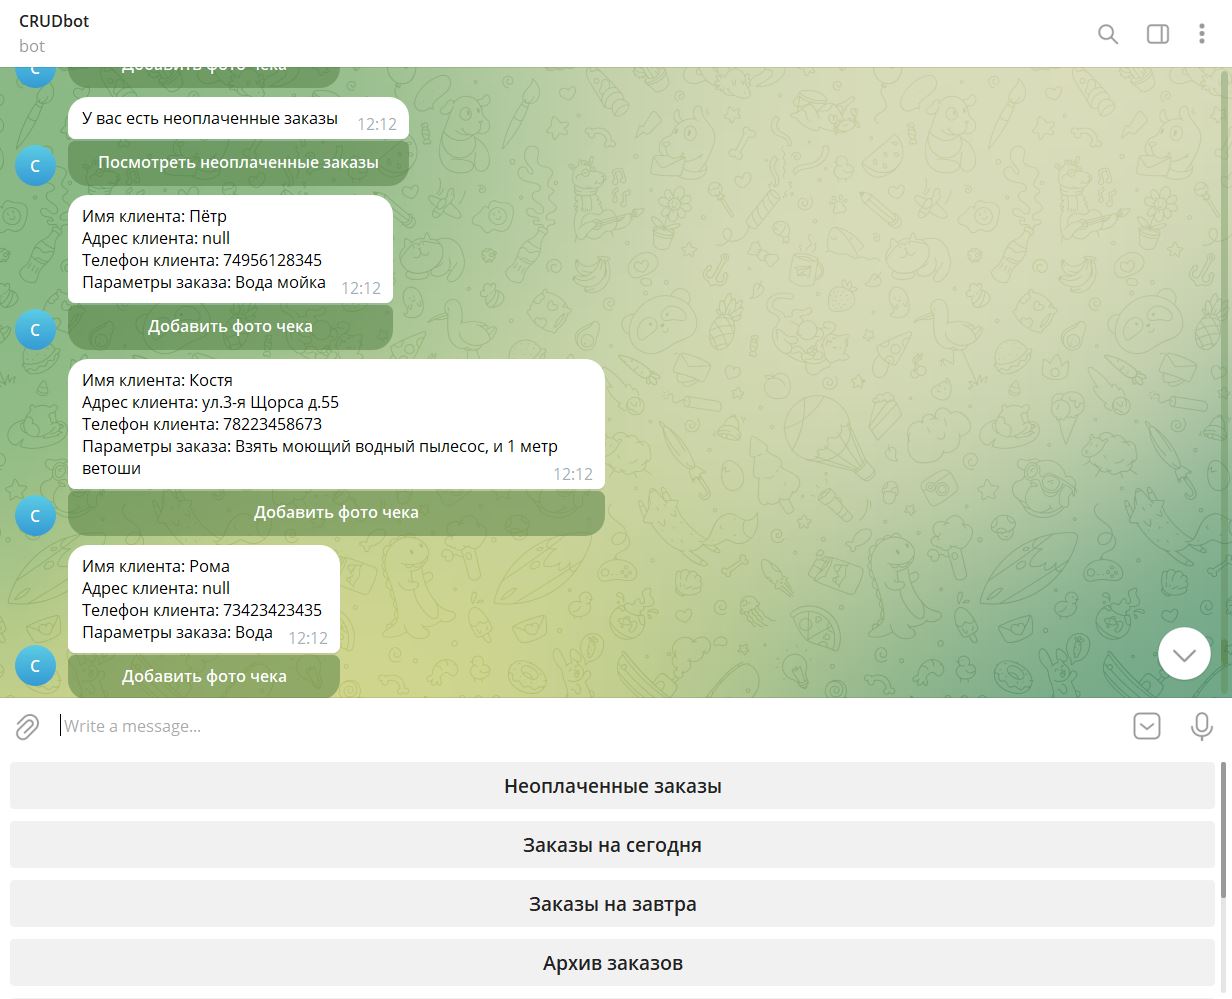 CRUDbot
bot
Добавить фото чека
У вас есть неоплаченные заказы 12:12
C
Посмотреть неоплаченные заказы
Имя клиента: Пётр
Адрес клиента: null
Телефон клиента: 74956128345
Параметры заказа: Вода мойка 12:12
C
Добавить фото чека
Имя клиента: Костя
Адрес клиента: ул.3-я Щорса д.55
Телефон клиента: 78223458673
Параметры заказа: Взять моющий водный пылесос, и 1 метр
ветоши 12:12
C
Добавить фото чека
Имя клиента: Рома
Адрес клиента: null
Телефон клиента: 73423423435
Параметры заказа: Вода 12:12
C
Добавить фото чека
Write a message...
Неоплаченные заказы
Заказы на сегодня
Заказы на завтра
Архив заказов